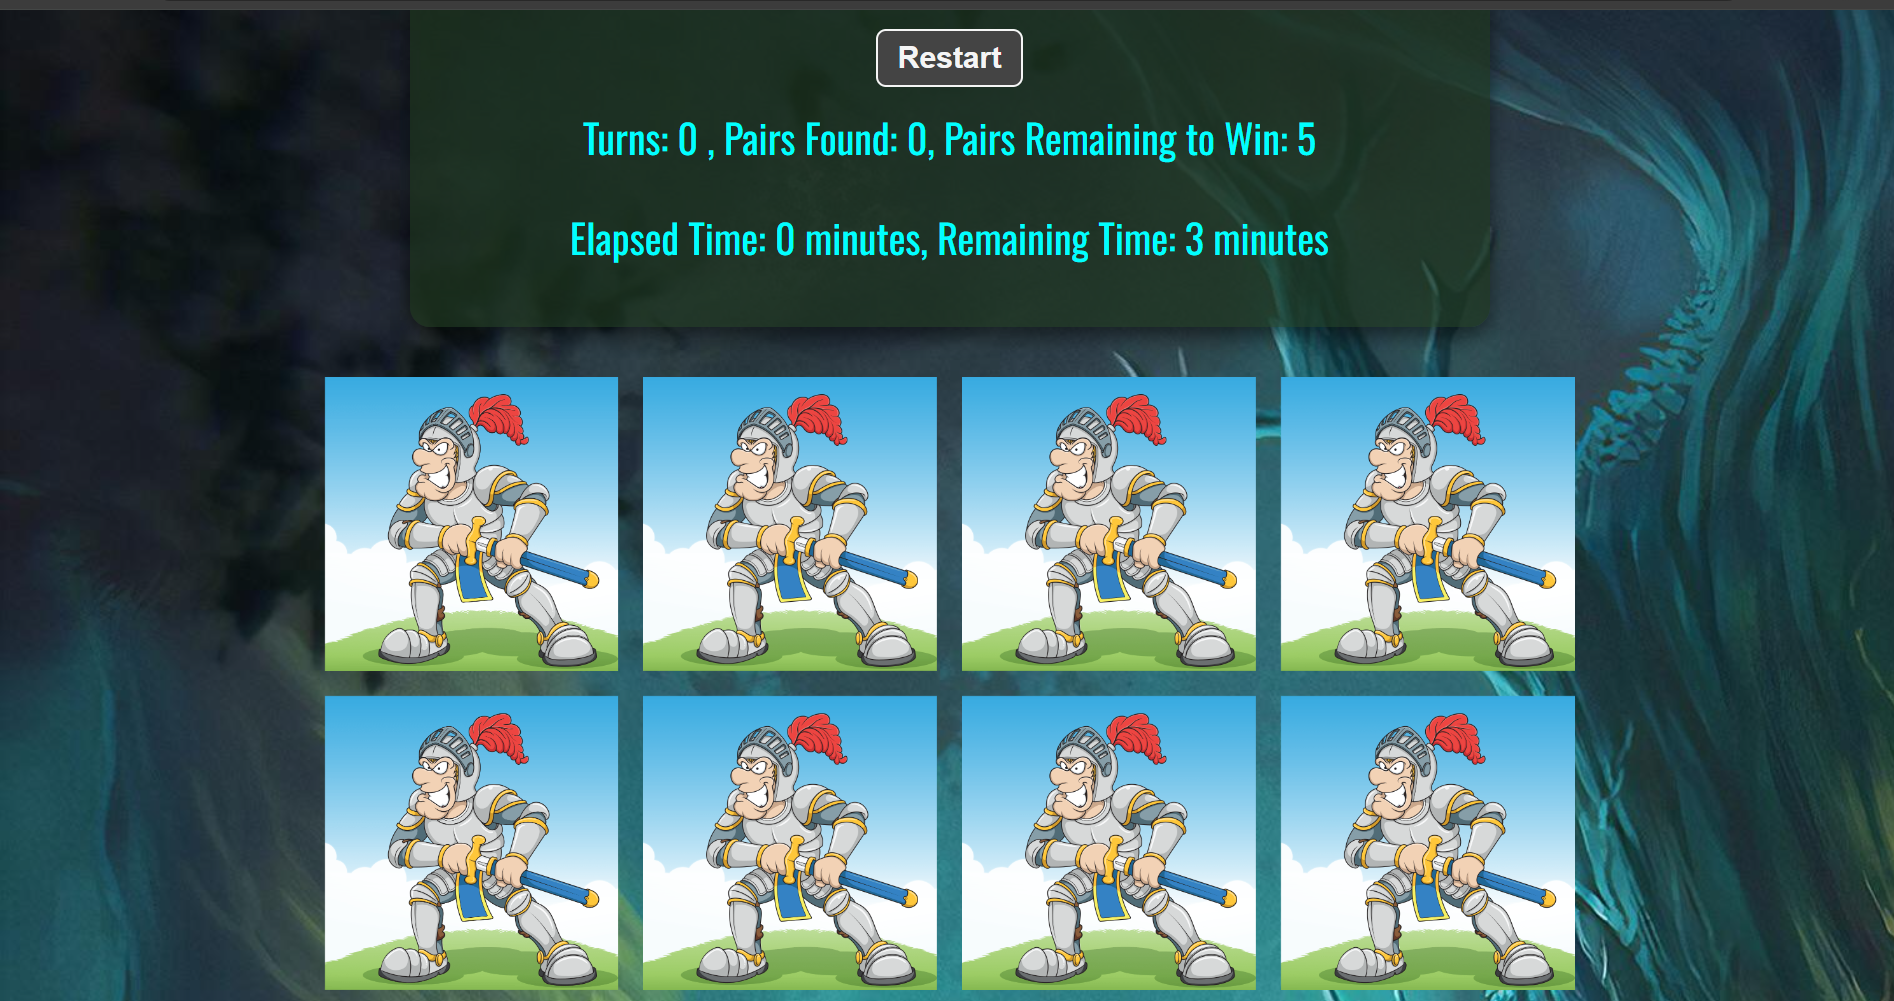 Restart
Turns: 0 , Pairs Found: 0, Pairs Remaining to Win: 5
Elapsed Time: 0 minutes, Remaining Time: 3 minutes